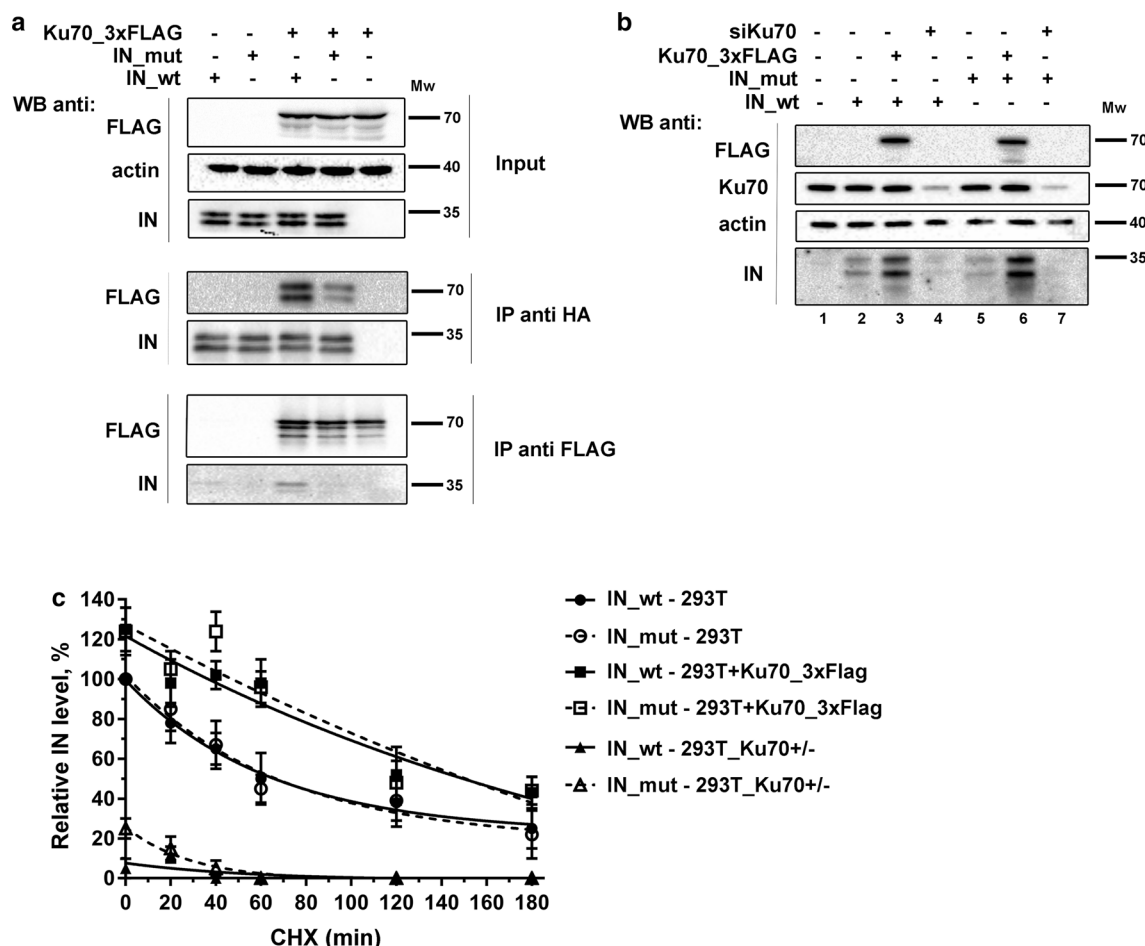 a
Ku70_3xFLAG - - + + +
IN_mut - + - + -
IN_wt + - + - - Mw
WB anti:
FLAG 70
actin 40 Input
IN 35
FLAG 70
IP anti HA
IN 35
FLAG 70
IP anti FLAG
IN 35
b
siKu70 - - - + - - +
Ku70_3xFLAG - - + - - + -
IN_mut - - - - + + +
IN_wt - + + + - - - Mw
WB anti:
FLAG 70
Ku70 70
actin 40
IN 35
1 2 3 4 5 6 7
c
Relative IN level, %
140
120
100
80
60
40
20
0
0 20 40 60 80 100 120 140 160 180
CHX (min)
IN_wt - 293T
IN_mut - 293T
IN_wt - 293T+Ku70_3xFlag
IN_mut - 293T+Ku70_3xFlag
IN_wt - 293T_Ku70+/-
IN_mut - 293T_Ku70+/-